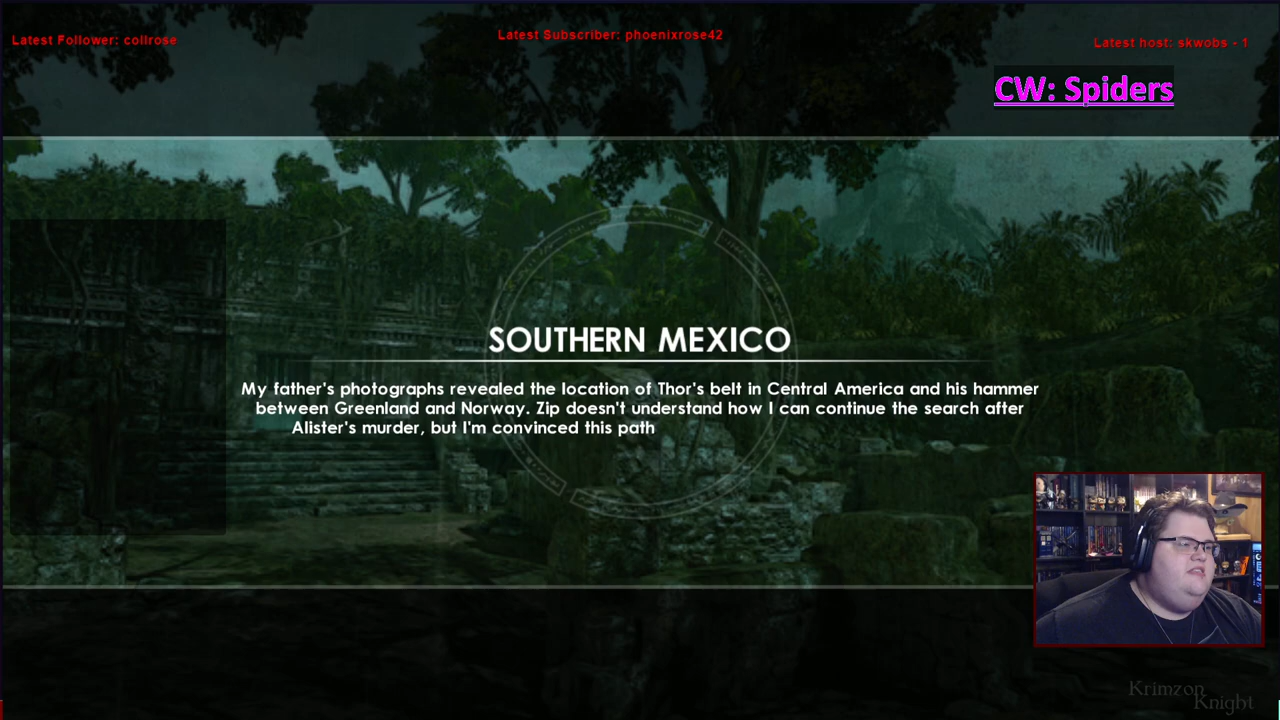 Latest Follower: collrose
Latest Subscriber: phoenixrose42
Latest host: skwobs - 1
CW: Spiders
SOUTHERN MEXICO
My father's photographs revealed the location of Thor's belt in Central America and his hammer
between Greenland and Norway. Zip doesn't understand how I can continue the search after
Alister's murder, but I'm convinced this path
Krimzon
Knight